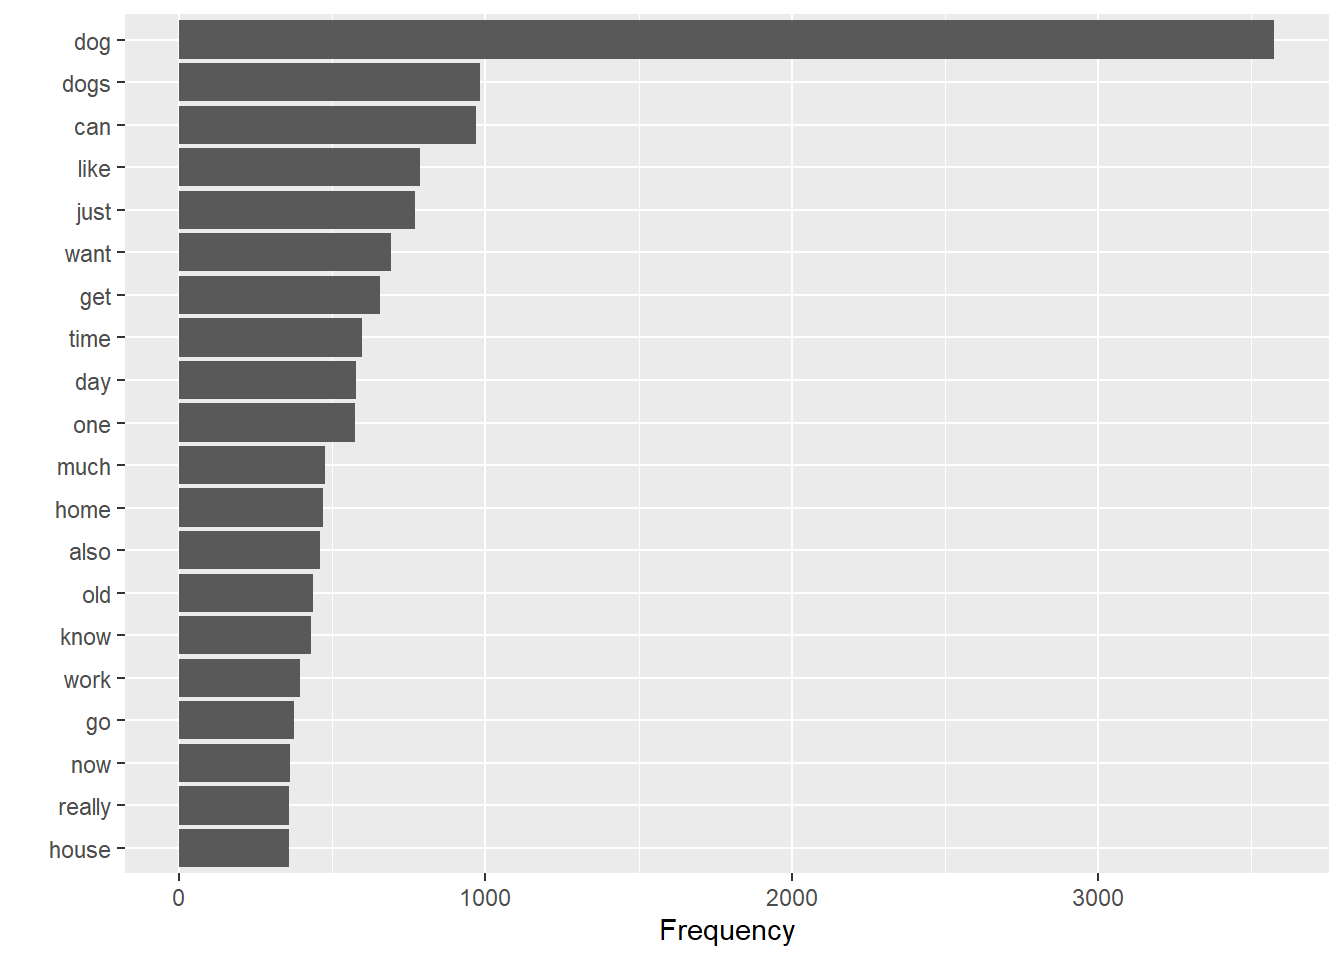 dog
dogs
can
like
just
want
get
time
day
one
much
home
also
old
know
work
go
now
really
house
0 1000 2000 3000
Frequency